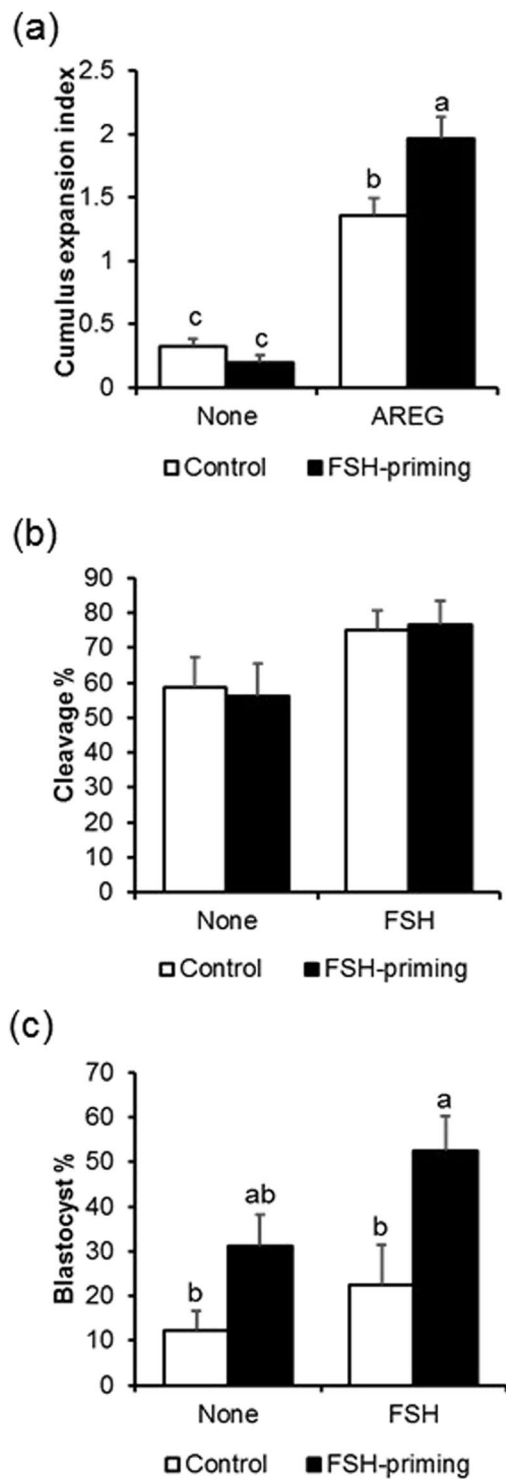 (a)
Cumulus expansion index
2.5
2
1.5
1
0.5
0
c
c
b
a
None
AREG
Control
FSH-priming
(b)
Cleavage %
90
80
70
60
50
40
30
20
10
0
None
FSH
Control
FSH-priming
(c)
Blastocyst %
70
60
50
40
30
20
10
0
b
ab
b
a
None
FSH
Control
FSH-priming